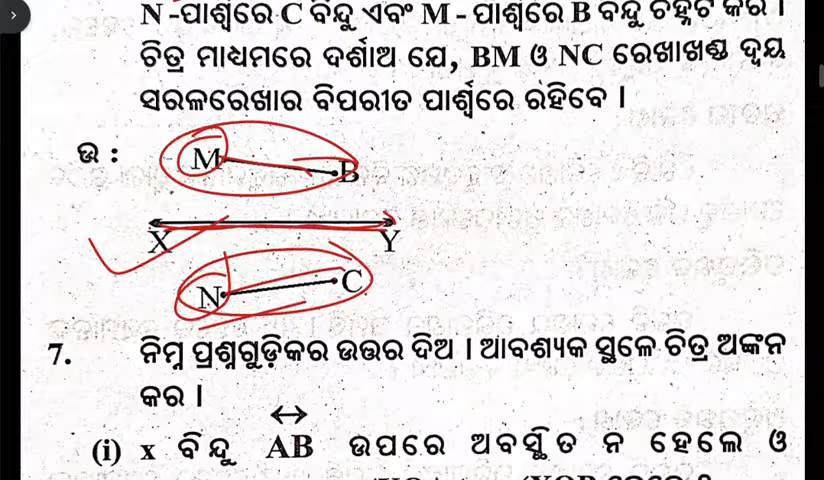 N -ପାର୍ଶ୍ୱରେ C ବିନ୍ଦୁ ଏବଂ M - ପାର୍ଶ୍ୱରେ B ବିନ୍ଦୁ ଚିହ୍ନଟ କର ।
ଚିତ୍ର ମାଧ୍ୟମରେ ଦର୍ଶାଅ ଯେ, BM ଓ NC ରେଖାଖଣ୍ଡ ଦ୍ୱୟ
ସରଳରେଖାର ବିପରୀତ ପାର୍ଶ୍ୱରେ ରହିବେ ।
ଉ :
M B
X Y
N C
7. ନିମ୍ନ ପ୍ରଶ୍ନଗୁଡ଼ିକର ଉତ୍ତର ଦିଅ । ଆବଶ୍ୟକ ସ୍ଥଳେ ଚିତ୍ର ଅଙ୍କନ
କର ।
(i) x ବିନ୍ଦୁ AB ଉପରେ ଅବସ୍ଥିତ ନ ହେଲେ ଓ